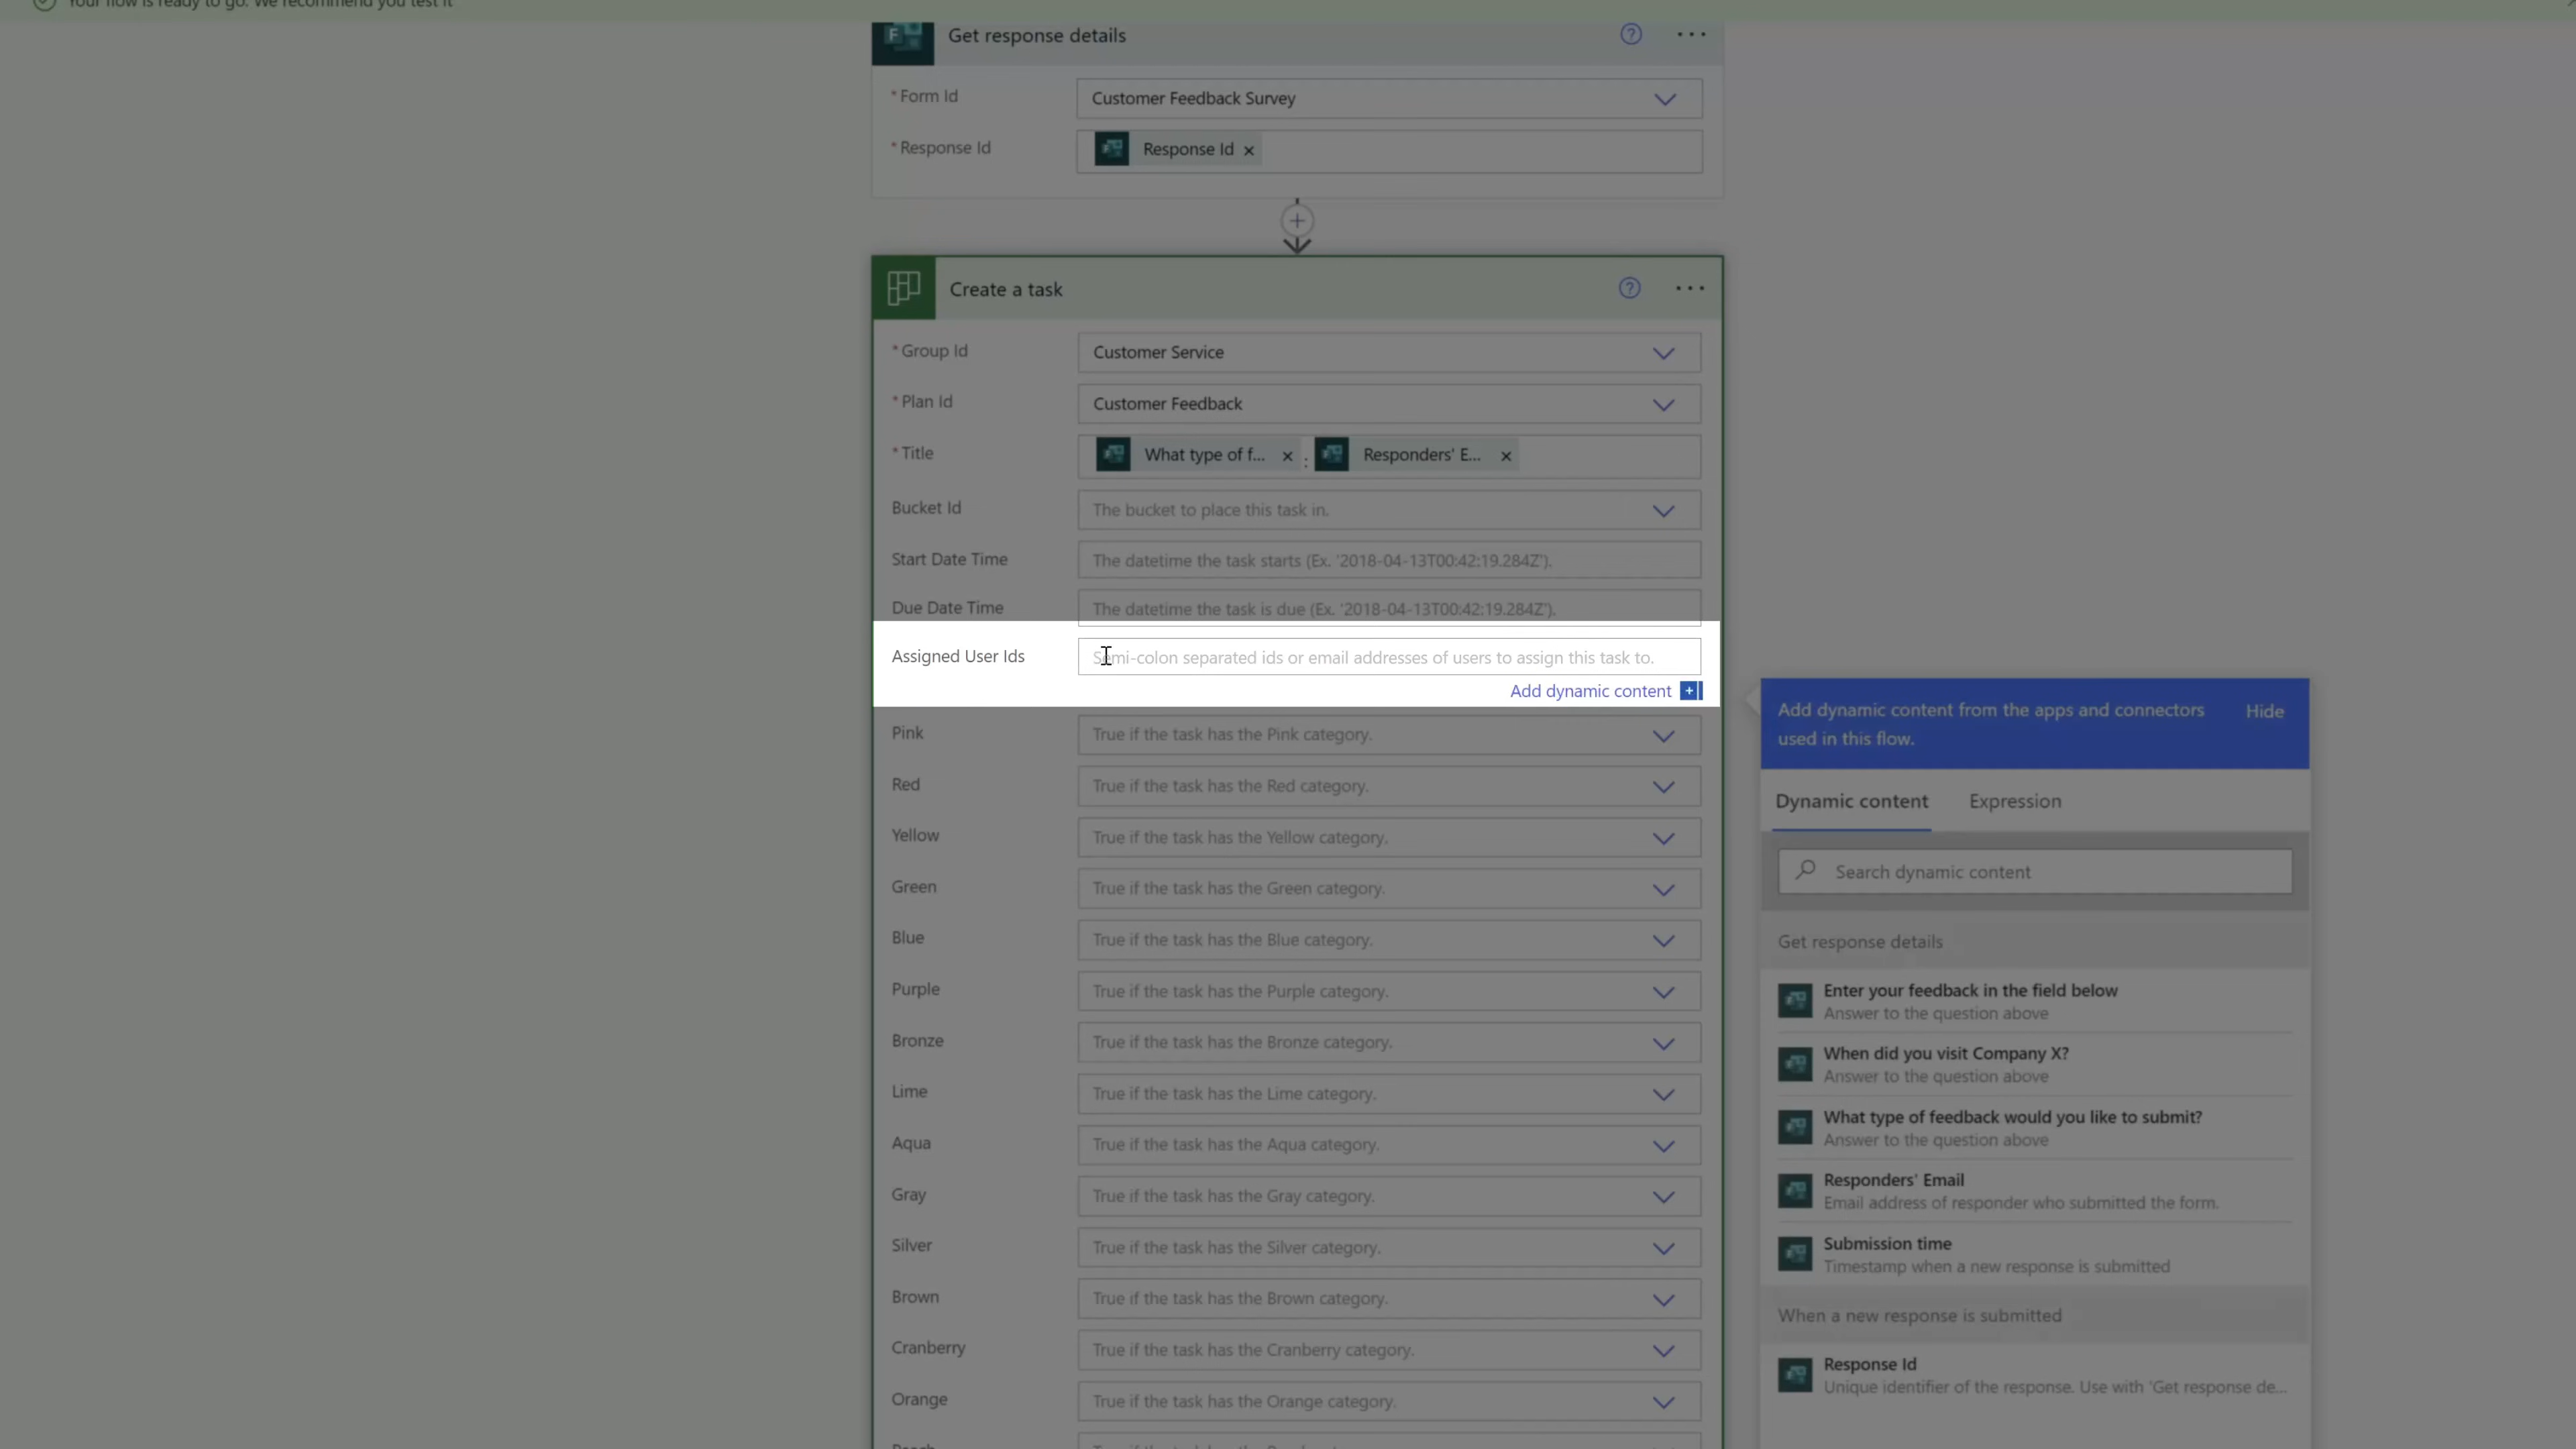 Your flow is ready to go. We recommend you test it
Get response details
* Form Id
Customer Feedback Survey
* Response Id
Response Id ×
Create a task
* Group Id
Customer Service
* Plan Id
Customer Feedback
* Title
What type of f... × ; Responders' E... ×
Bucket Id
The bucket to place this task in.
Start Date Time
The datetime the task starts (Ex. '2018-04-13T00:42:19.284Z').
Due Date Time
The datetime the task is due (Ex. '2018-04-13T00:42:19.284Z').
Assigned User Ids
Semi-colon separated ids or email addresses of users to assign this task to.
Add dynamic content
Pink
True if the task has the Pink category.
Red
True if the task has the Red category.
Yellow
True if the task has the Yellow category.
Green
True if the task has the Green category.
Blue
True if the task has the Blue category.
Purple
True if the task has the Purple category.
Bronze
True if the task has the Bronze category.
Lime
True if the task has the Lime category.
Aqua
True if the task has the Aqua category.
Gray
True if the task has the Gray category.
Silver
True if the task has the Silver category.
Brown
True if the task has the Brown category.
Cranberry
True if the task has the Cranberry category.
Orange
True if the task has the Orange category.
Add dynamic content from the apps and connectors
used in this flow.
Hide
Dynamic content
Expression
Search dynamic content
Get response details
Enter your feedback in the field below
Answer to the question above
When did you visit Company X?
Answer to the question above
What type of feedback would you like to submit?
Answer to the question above
Responders' Email
Email address of responder who submitted the form.
Submission time
Timestamp when a new response is submitted
When a new response is submitted
Response Id
Unique identifier of the response. Use with 'Get response de...